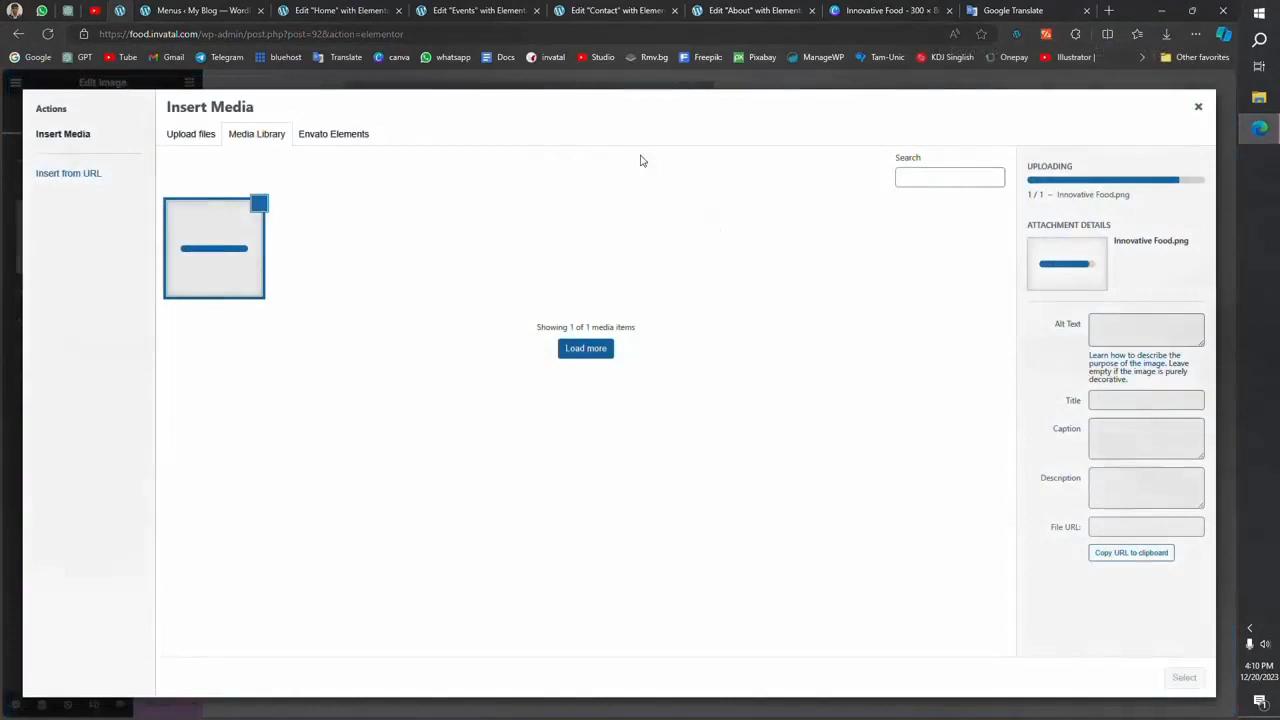 Menus ‹ My Blog — Word
Edit "Home" with Elemento
Edit "Events" with Element
Edit "Contact" with Elemen
Edit "About" with Elemento
Innovative Food - 300 × 8
Google Translate
https://food.invatal.com/wp-admin/post.php?post=92&action=elementor
Google
GPT
Tube
Gmail
Telegram
bluehost
Translate
canva
whatsapp
Docs
invatal
Studio
Rmv.bg
Freepik
Pixabay
ManageWP
Tam-Unic
KDJ Singlish
Onepay
Illustrator |
Other favorites
Edit Image
Actions
Insert Media
Insert from URL
Insert Media
Upload files
Media Library
Envato Elements
Search
Showing 1 of 1 media items
Load more
UPLOADING
1 / 1 – Innovative Food.png
ATTACHMENT DETAILS
Innovative Food.png
Alt Text
Learn how to describe the
purpose of the image. Leave
empty if the image is purely
decorative.
Title
Caption
Description
File URL:
Copy URL to clipboard
Select
4:10 PM
12/20/2023